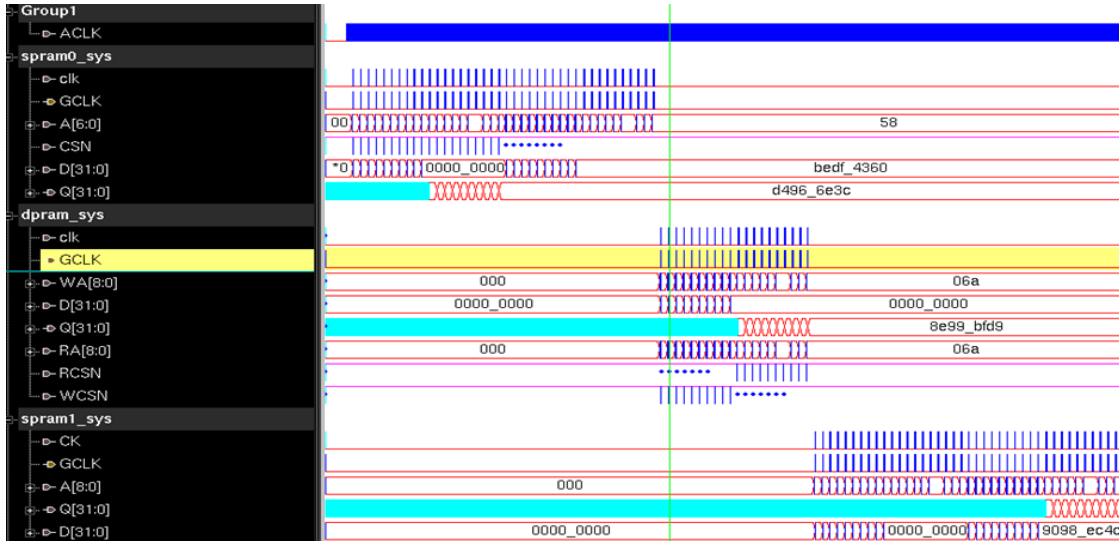 Group1
ACLK
spram0_sys
clk
GCLK
A[6:0] 00 58
CSN
D[31:0] *0 0000_0000 bedf_4360
Q[31:0] d496_6e3c
dpram_sys
clk
GCLK
WA[8:0] 000 06a
D[31:0] 0000_0000 0000_0000
Q[31:0] 8e99_bfd9
RA[8:0] 000 06a
RCSN
WCSN
spram1_sys
CK
GCLK
A[8:0] 000
Q[31:0]
D[31:0] 0000_0000 0000_0000 9098_ec4c